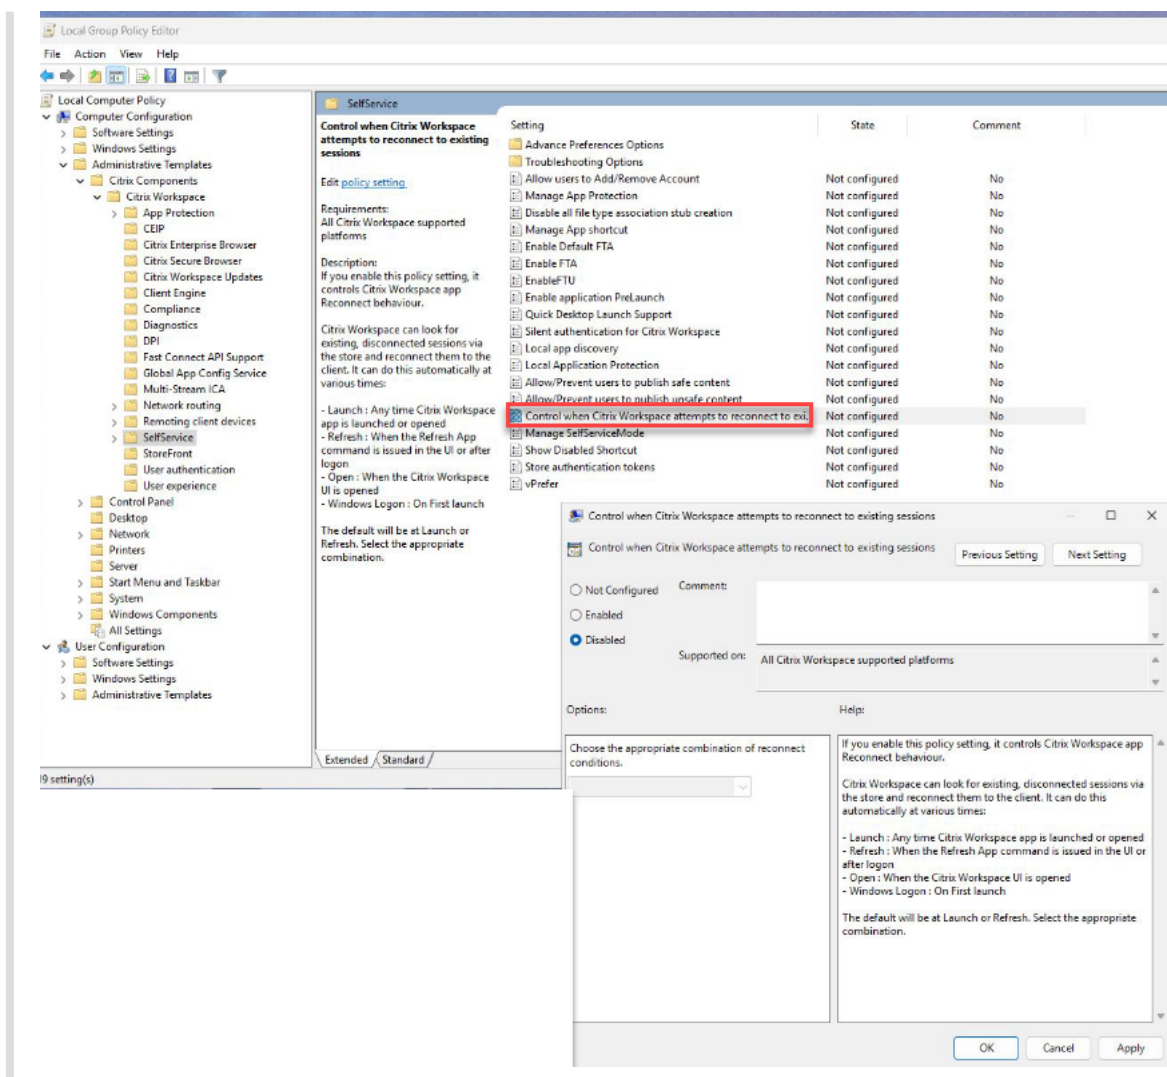 Local Group Policy Editor
File Action View Help
Local Computer Policy
Computer Configuration
Software Settings
Windows Settings
Administrative Templates
Citrix Components
Citrix Workspace
App Protection
CEIP
Citrix Enterprise Browser
Citrix Secure Browser
Citrix Workspace Updates
Client Engine
Compliance
Diagnostics
DPI
Fast Connect API Support
Global App Config Service
Multi-Stream ICA
Network routing
Remoting client devices
SelfService
StoreFront
User authentication
User experience
Control Panel
Desktop
Network
Printers
Server
Start Menu and Taskbar
System
Windows Components
All Settings
User Configuration
Software Settings
Windows Settings
Administrative Templates
19 setting(s)
SelfService
Control when Citrix Workspace
attempts to reconnect to existing
sessions
Edit policy setting
Requirements:
All Citrix Workspace supported
platforms
Description:
If you enable this policy setting, it
controls Citrix Workspace app
Reconnect behaviour.
Citrix Workspace can look for
existing, disconnected sessions via
the store and reconnect them to the
client. It can do this automatically at
various times:
- Launch : Any time Citrix Workspace
app is launched or opened
- Refresh : When the Refresh App
command is issued in the UI or after
logon
- Open : When the Citrix Workspace
UI is opened
- Windows Logon : On First launch
The default will be at Launch or
Refresh. Select the appropriate
combination.
Extended Standard
Setting State Comment
Advance Preferences Options
Troubleshooting Options
Allow users to Add/Remove Account Not configured No
Manage App Protection Not configured No
Disable all file type association stub creation Not configured No
Manage App shortcut Not configured No
Enable Default FTA Not configured No
Enable FTA Not configured No
EnableFTU Not configured No
Enable application PreLaunch Not configured No
Quick Desktop Launch Support Not configured No
Silent authentication for Citrix Workspace Not configured No
Local app discovery Not configured No
Local Application Protection Not configured No
Allow/Prevent users to publish safe content Not configured No
Allow/Prevent users to publish unsafe content Not configured No
Control when Citrix Workspace attempts to reconnect to exi... Not configured No
Manage SelfServiceMode Not configured No
Show Disabled Shortcut Not configured No
Store authentication tokens Not configured No
vPrefer Not configured No
Control when Citrix Workspace attempts to reconnect to existing sessions
Control when Citrix Workspace attempts to reconnect to existing sessions
Previous Setting Next Setting
Not Configured Comment:
Enabled
Disabled
Supported on: All Citrix Workspace supported platforms
Options: Help:
Choose the appropriate combination of reconnect
conditions.
If you enable this policy setting, it controls Citrix Workspace app
Reconnect behaviour.
Citrix Workspace can look for existing, disconnected sessions via
the store and reconnect them to the client. It can do this
automatically at various times:
- Launch : Any time Citrix Workspace app is launched or opened
- Refresh : When the Refresh App command is issued in the UI or
after logon
- Open : When the Citrix Workspace UI is opened
- Windows Logon : On First launch
The default will be at Launch or Refresh. Select the appropriate
combination.
OK Cancel Apply